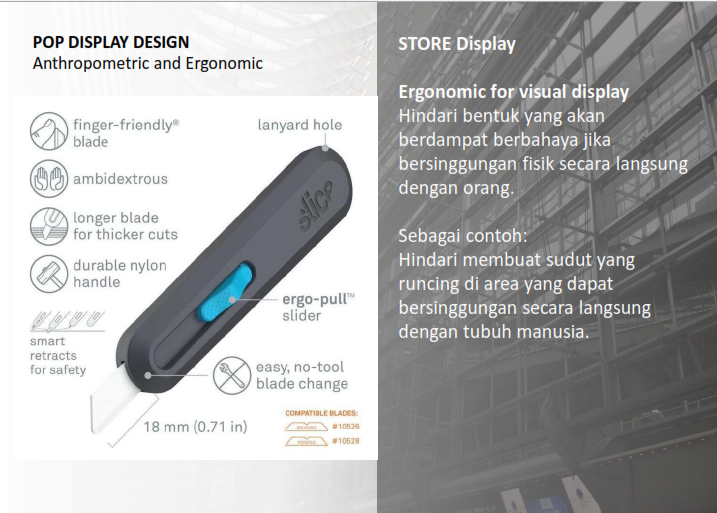 POP DISPLAY DESIGN
Anthropometric and Ergonomic
finger-friendly®
blade
ambidextrous
longer blade
for thicker cuts
durable nylon
handle
smart
retracts
for safety
lanyard hole
slice
ergo-pull™
slider
easy, no-tool
blade change
18 mm (0.71 in)
COMPATIBLE BLADES:
ROUNDED #10526
POINTED #10528
STORE Display
Ergonomic for visual display
Hindari bentuk yang akan
berdampat berbahaya jika
bersinggungan fisik secara langsung
dengan orang.
Sebagai contoh:
Hindari membuat sudut yang
runcing di area yang dapat
bersinggungan secara langsung
dengan tubuh manusia.